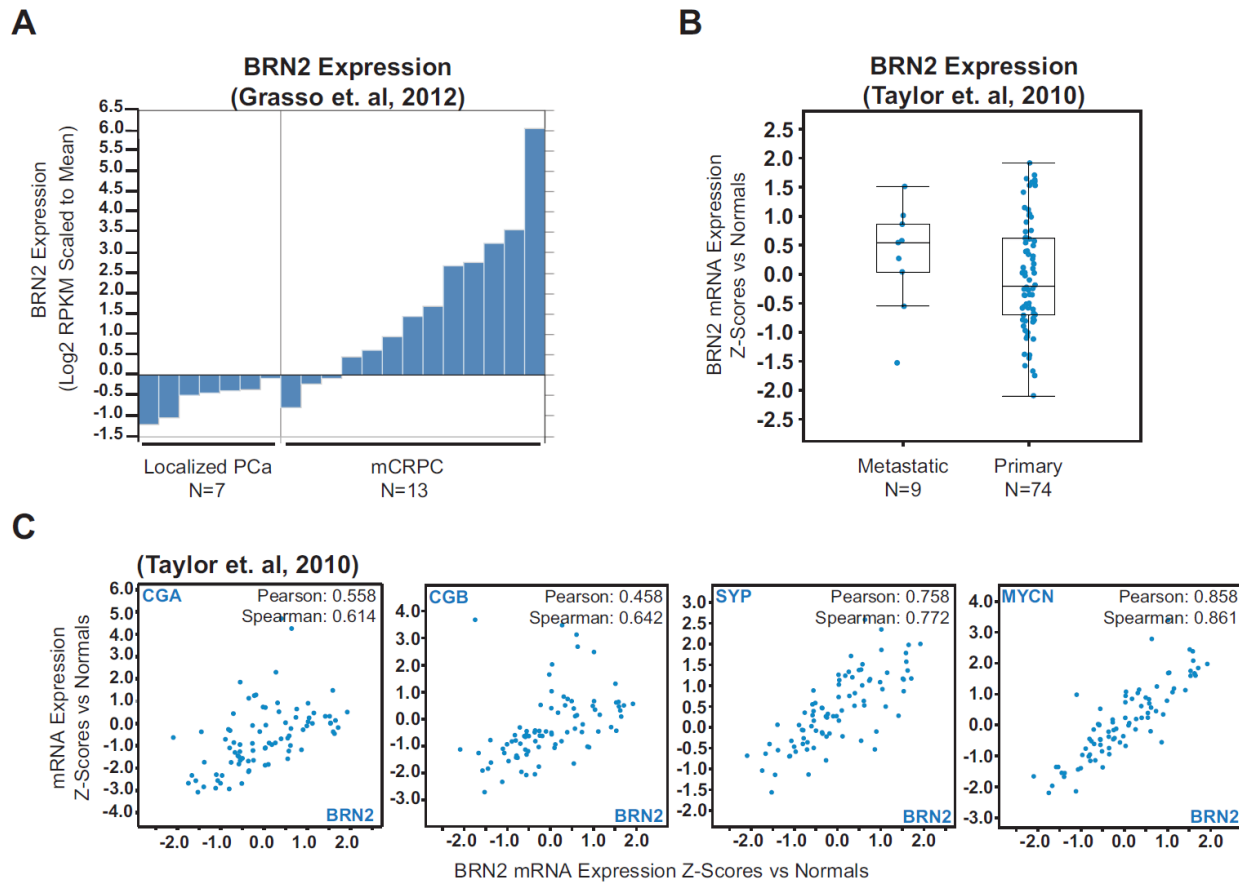 A
BRN2 Expression
(Grasso et. al, 2012)
BRN2 Expression
(Log2 RPKM Scaled to Mean)
6.5
6.0
5.5
5.0
4.5
4.0
3.5
3.0
2.5
2.0
1.5
1.0
0.5
0.0
-0.5
-1.0
-1.5
Localized PCa
N=7
mCRPC
N=13
B
BRN2 Expression
(Taylor et. al, 2010)
BRN2 mRNA Expression
Z-Scores vs Normals
2.5
2.0
1.5
1.0
0.5
0.0
-0.5
-1.0
-1.5
-2.0
-2.5
Metastatic
N=9
Primary
N=74
C
(Taylor et. al, 2010)
mRNA Expression
Z-Scores vs Normals
6.0
5.0
4.0
3.0
2.0
1.0
0.0
-1.0
-2.0
-3.0
-4.0
CGA
Pearson: 0.558
Spearman: 0.614
BRN2
-2.0 -1.0 0.0 1.0 2.0
4.0
3.0
2.0
1.0
0.0
-1.0
-2.0
-3.0
CGB
Pearson: 0.458
Spearman: 0.642
BRN2
-2.0 -1.0 0.0 1.0 2.0
3.0
2.5
2.0
1.5
1.0
0.5
0.0
-0.5
-1.0
-1.5
-2.0
SYP
Pearson: 0.758
Spearman: 0.772
BRN2
-2.0 -1.0 0.0 1.0 2.0
4.0
3.0
2.0
1.0
0.0
-1.0
-2.0
-3.0
MYCN
Pearson: 0.858
Spearman: 0.861
BRN2
-2.0 -1.0 0.0 1.0 2.0
BRN2 mRNA Expression Z-Scores vs Normals